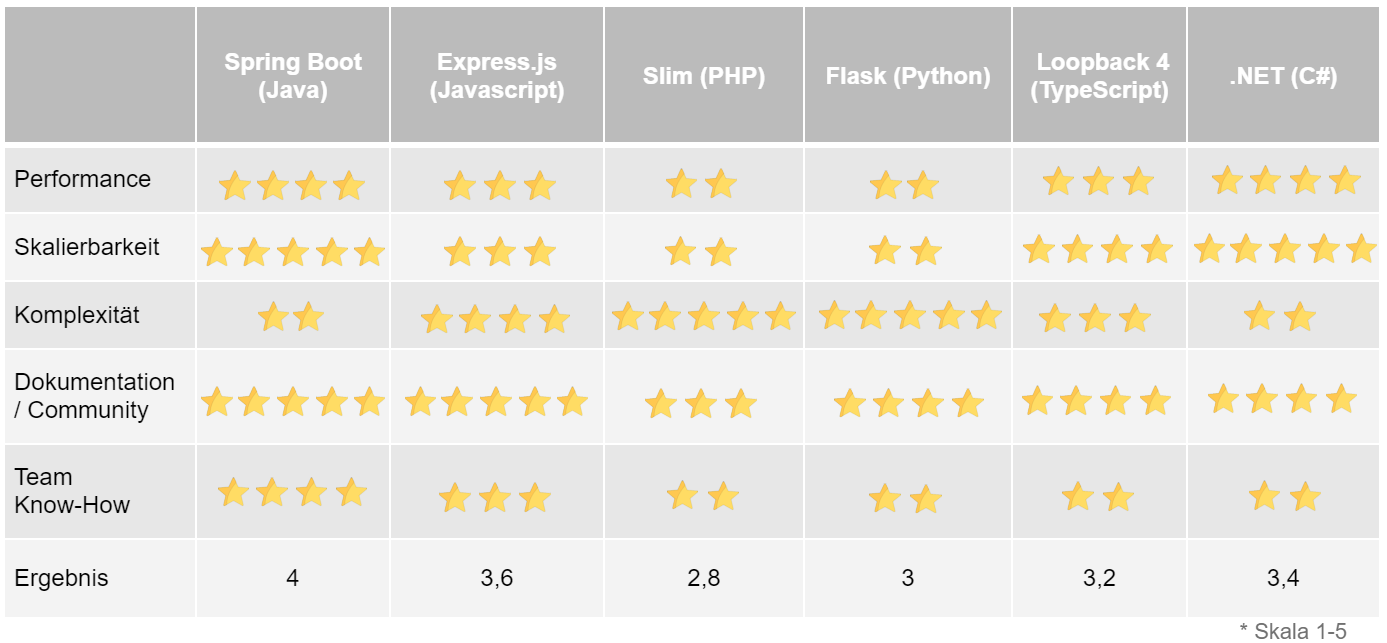 Spring Boot
(Java)
Express.js
(Javascript)
Slim (PHP)
Flask (Python)
Loopback 4
(TypeScript)
.NET (C#)
Performance
Skalierbarkeit
Komplexität
Dokumentation
/ Community
Team
Know-How
Ergebnis
4
3,6
2,8
3
3,2
3,4
* Skala 1-5